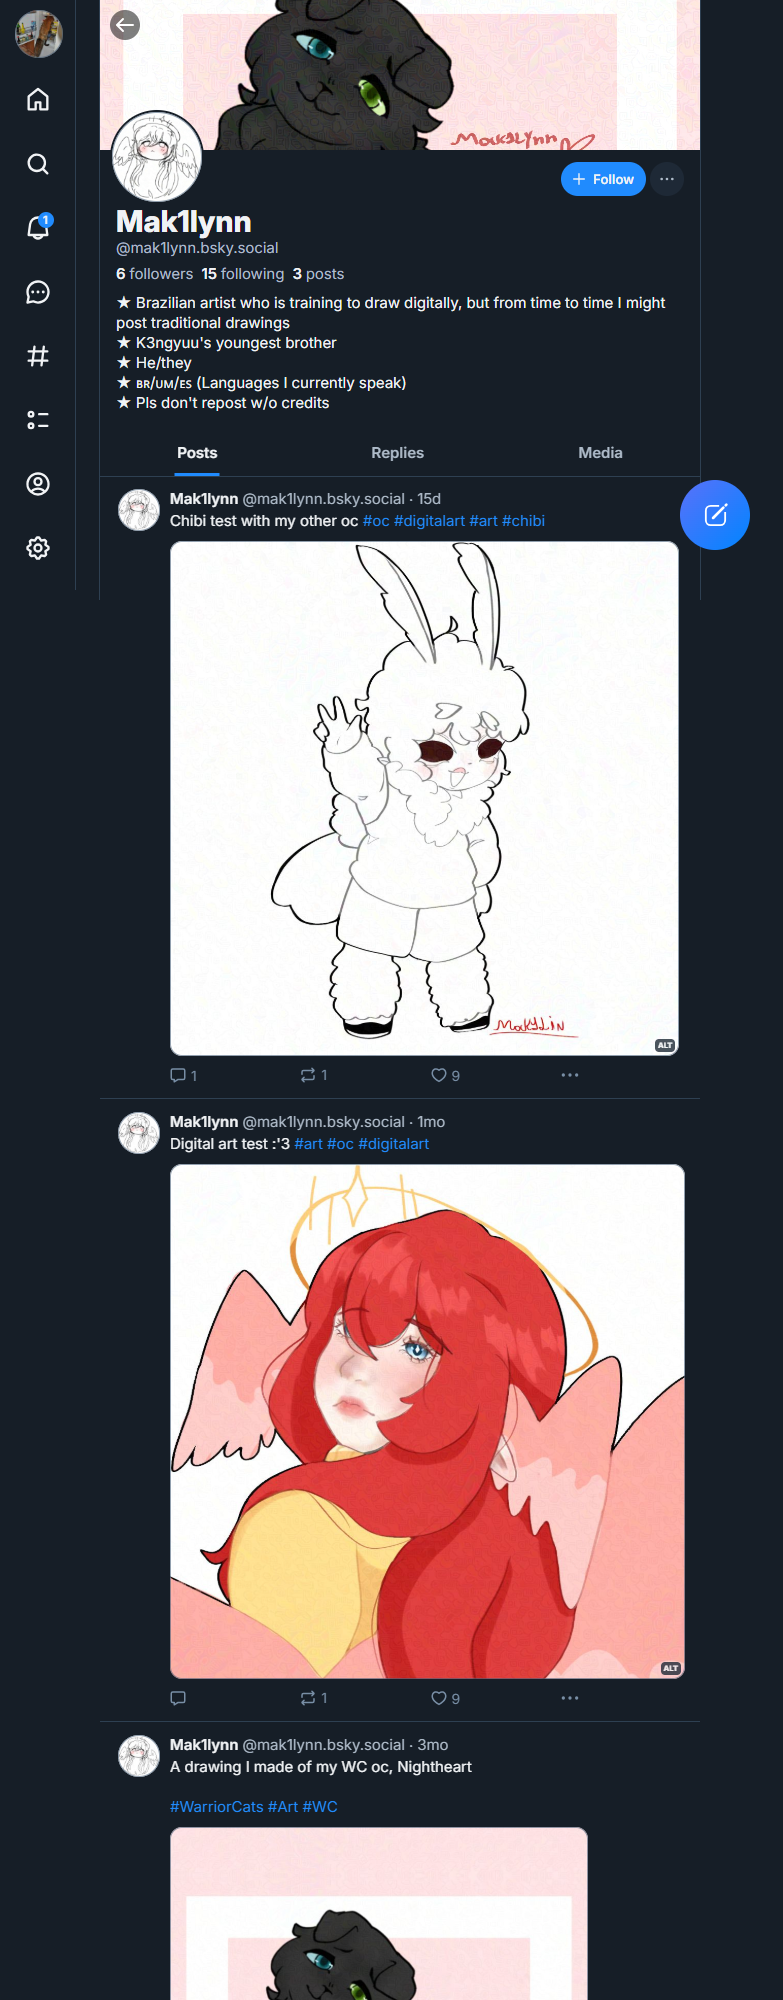 Mak1Lynn
Follow
Mak1lynn
@mak1lynn.bsky.social
6 followers 15 following 3 posts
★ Brazilian artist who is training to draw digitally, but from time to time I might
post traditional drawings
★ K3ngyuu's youngest brother
★ He/they
★ ʙʀ/ᴜᴍ/ᴇs (Languages I currently speak)
★ Pls don't repost w/o credits
Posts Replies Media
1
Mak1lynn @mak1lynn.bsky.social · 15d
Chibi test with my other oc #oc #digitalart #art #chibi
ALT
1 1 9
Mak1lynn @mak1lynn.bsky.social · 1mo
Digital art test :'3 #art #oc #digitalart
ALT
1 9
Mak1lynn @mak1lynn.bsky.social · 3mo
A drawing I made of my WC oc, Nightheart
#WarriorCats #Art #WC